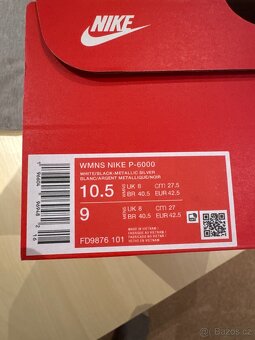 NIKE
WMNS NIKE P-6000
WHITE/BLACK-METALLIC SILVER
BLANC/ARGENT METALLIQUE/NOIR
10.5 WMNS UK 8 cm 27.5
BR 40.5 EUR 42.5
9 MENS UK 8 cm 27
BR 40.5 EUR 42.5
FD9876 101
MADE IN VIETNAM
bazos.cz